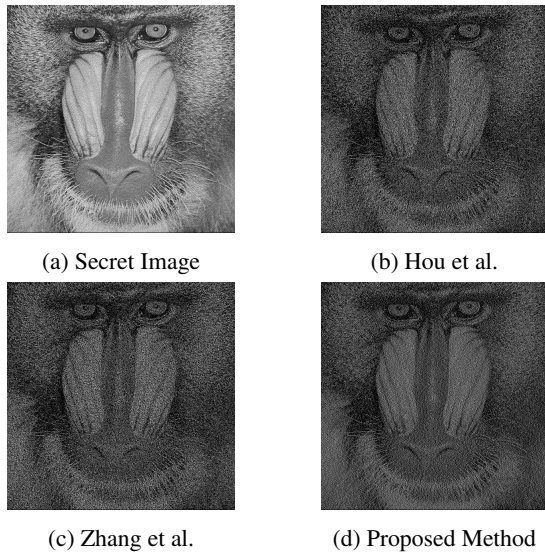 (a) Secret Image
(b) Hou et al.
(c) Zhang et al.
(d) Proposed Method